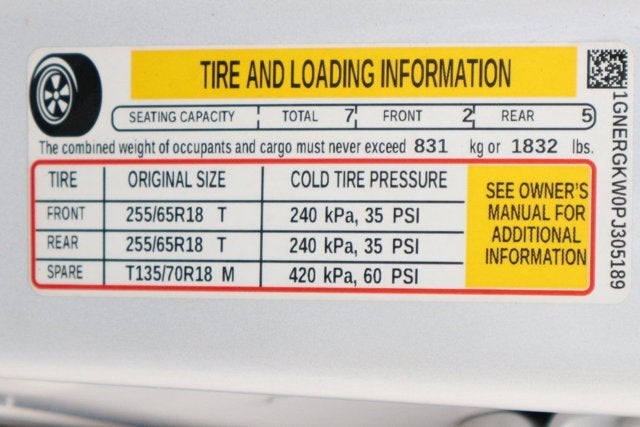 TIRE AND LOADING INFORMATION
SEATING CAPACITY TOTAL 7 FRONT 2 REAR 5
The combined weight of occupants and cargo must never exceed 831 kg or 1832 lbs.
TIRE ORIGINAL SIZE COLD TIRE PRESSURE
FRONT 255/65R18 T 240 kPa, 35 PSI
REAR 255/65R18 T 240 kPa, 35 PSI
SPARE T135/70R18 M 420 kPa, 60 PSI
SEE OWNER'S
MANUAL FOR
ADDITIONAL
INFORMATION
1GNERGKW0PJ305189